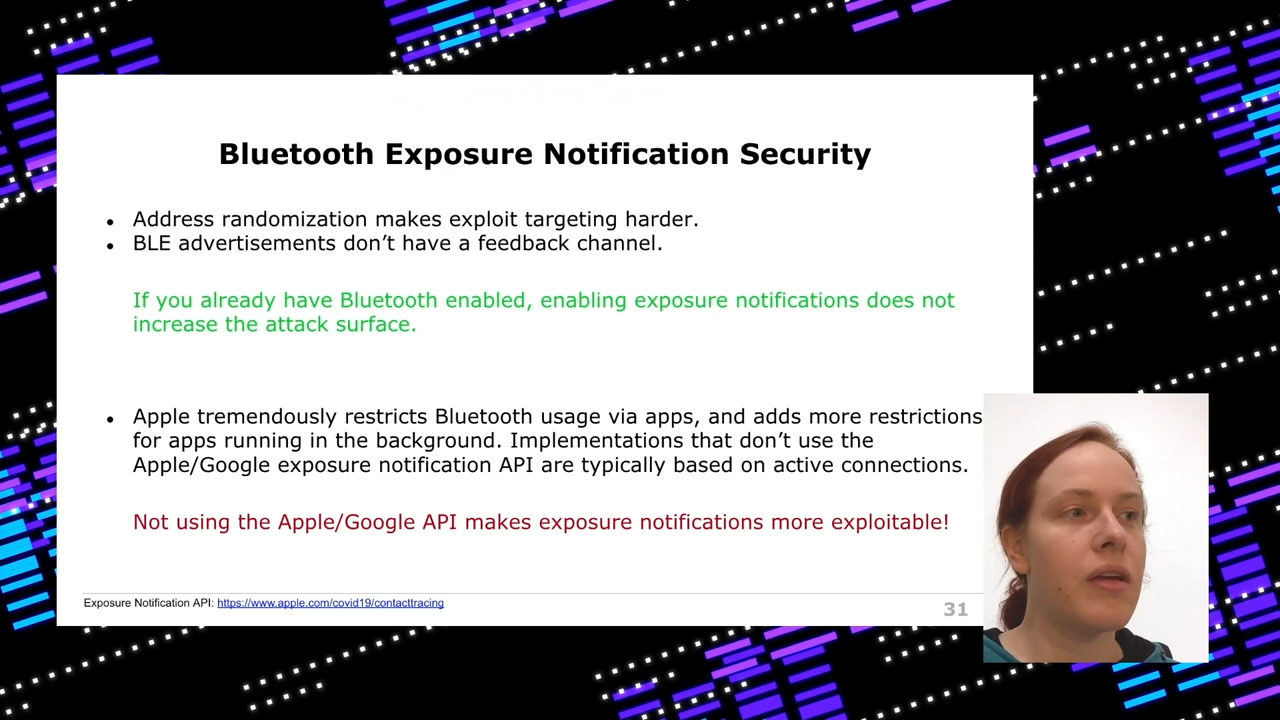 Bluetooth Exposure Notification Security
• Address randomization makes exploit targeting harder.
• BLE advertisements don’t have a feedback channel.
If you already have Bluetooth enabled, enabling exposure notifications does not
increase the attack surface.
• Apple tremendously restricts Bluetooth usage via apps, and adds more restrictions
for apps running in the background. Implementations that don’t use the
Apple/Google exposure notification API are typically based on active connections.
Not using the Apple/Google API makes exposure notifications more exploitable!
Exposure Notification API: https://www.apple.com/covid19/contacttracing
31